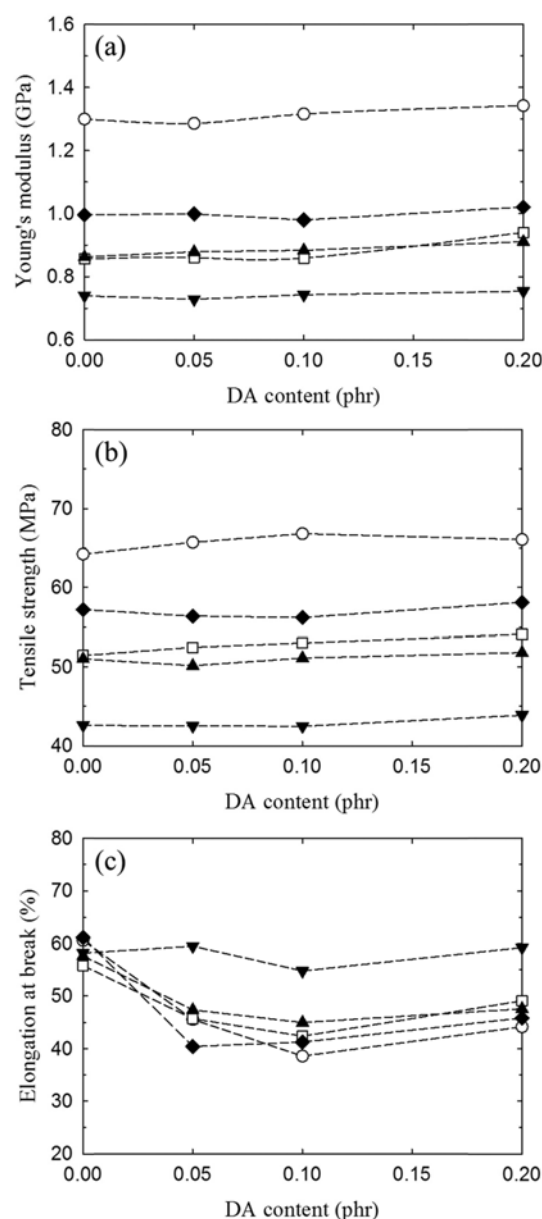 (a)
Young's modulus (GPa)
1.6
1.4
1.2
1.0
0.8
0.6
0.00 0.05 0.10 0.15 0.20
DA content (phr)
(b)
Tensile strength (MPa)
80
70
60
50
40
0.00 0.05 0.10 0.15 0.20
DA content (phr)
(c)
Elongation at break (%)
80
70
60
50
40
30
20
0.00 0.05 0.10 0.15 0.20
DA content (phr)